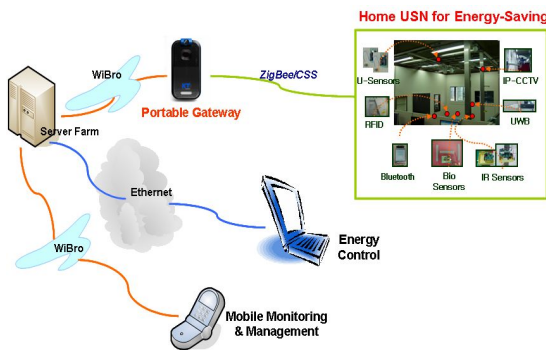 Home USN for Energy-Saving
WiBro
ZigBee/CSS
U-Sensors
IP-CCTV
Portable Gateway
RFID
UWB
Server Farm
Bluetooth
Bio
Sensors
IR Sensors
Ethernet
Energy
Control
WiBro
Mobile Monitoring
& Management